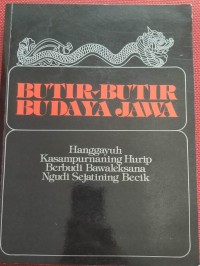 BUTIR-BUTIR
BUDAYA JAWA
Hanggayuh
Kasampurnaning Hurip
Berbudi Bawaleksana
Ngudi Sejatining Becik